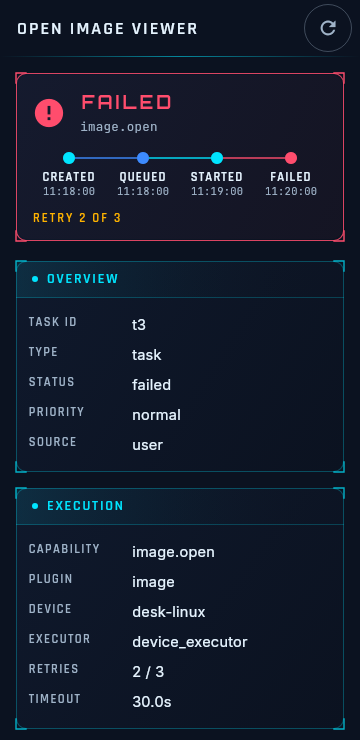 OPEN IMAGE VIEWER
FAILED
image.open
CREATED QUEUED STARTED FAILED
11:18:00 11:18:00 11:19:00 11:20:00
RETRY 2 OF 3
OVERVIEW
TASK ID t3
TYPE task
STATUS failed
PRIORITY normal
SOURCE user
EXECUTION
CAPABILITY image.open
PLUGIN image
DEVICE desk-linux
EXECUTOR device_executor
RETRIES 2 / 3
TIMEOUT 30.0s